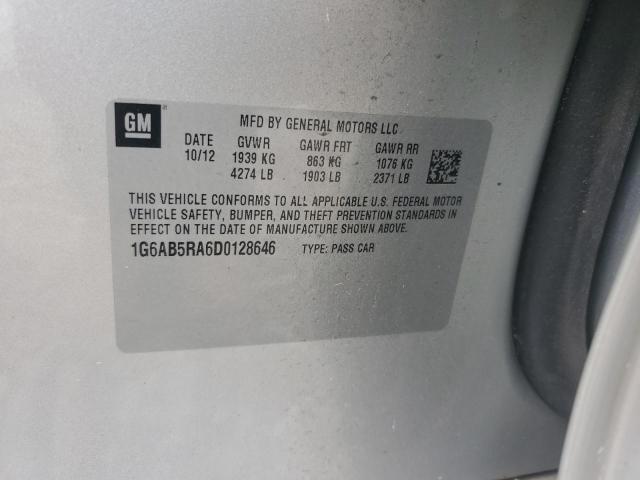 GM
MFD BY GENERAL MOTORS LLC
DATE GVWR GAWR FRT GAWR RR
10/12 1939 KG 863 KG 1076 KG
4274 LB 1903 LB 2371 LB
THIS VEHICLE CONFORMS TO ALL APPLICABLE U.S. FEDERAL MOTOR
VEHICLE SAFETY, BUMPER, AND THEFT PREVENTION STANDARDS IN
EFFECT ON THE DATE OF MANUFACTURE SHOWN ABOVE.
1G6AB5RA6D0128646 TYPE: PASS CAR